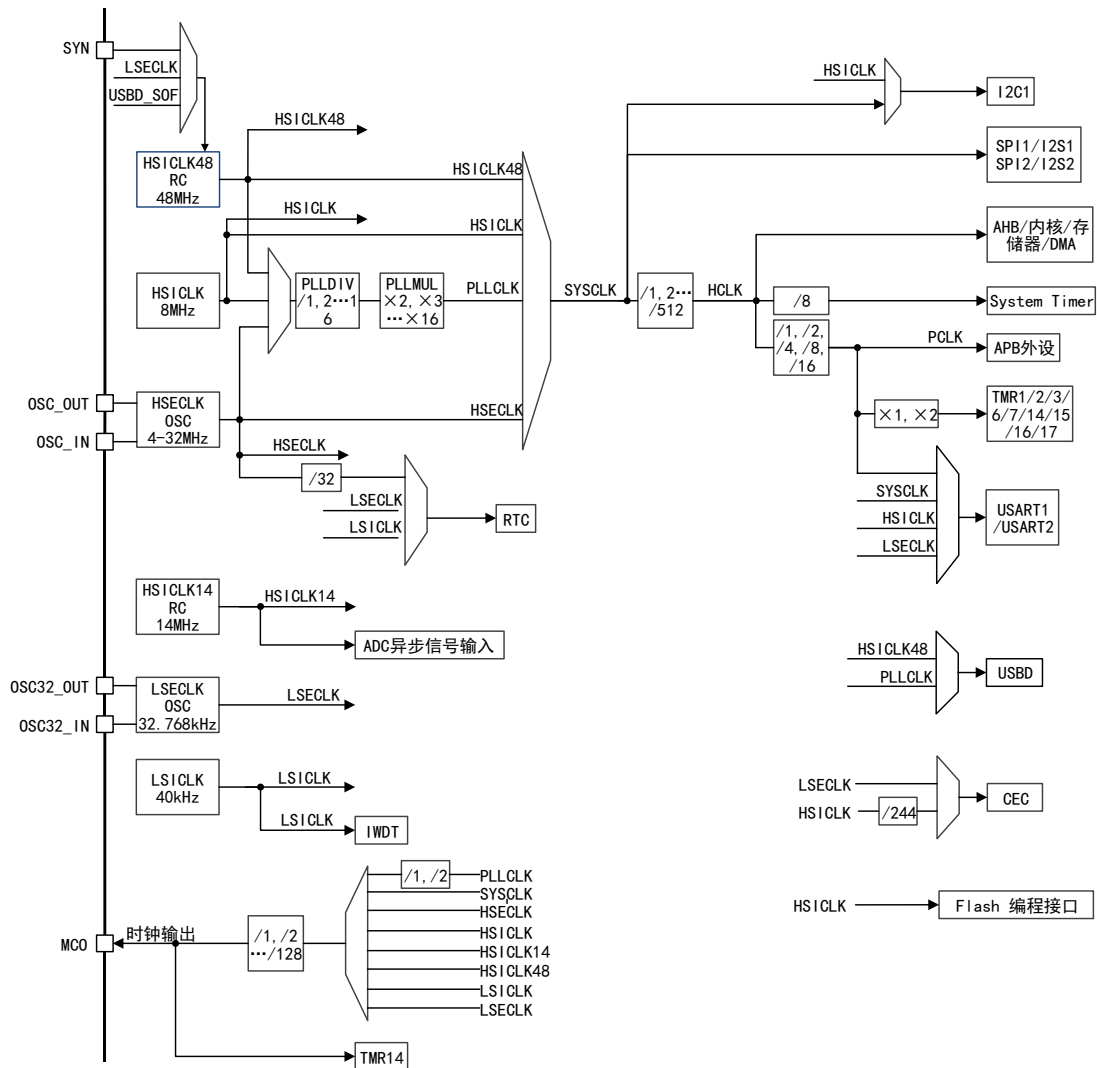 SYN
LSECLK
USBD_SOF
HSICLK48
HSICLK48
RC
48MHz
HSICLK48
HSICLK
HSICLK
HSICLK
8MHz
PLLDIV
/1, 2…1
6
PLLMUL
×2, ×3
…×16
PLLCLK
SYSCLK
/1, 2…
/512
HCLK
HSICLK
I2C1
SPI1/I2S1
SPI2/I2S2
AHB/内核/存
储器/DMA
/8
System Timer
/1, /2,
/4, /8,
/16
PCLK
APB外设
×1, ×2
TMR1/2/3/
6/7/14/15
/16/17
SYSCLK
HSICLK
LSECLK
USART1
/USART2
OSC_OUT
OSC_IN
HSECLK
OSC
4-32MHz
HSECLK
HSECLK
/32
LSECLK
LSICLK
RTC
HSICLK14
RC
14MHz
HSICLK14
ADC异步信号输入
HSICLK48
PLLCLK
USBD
OSC32_OUT
OSC32_IN
LSECLK
OSC
32.768kHz
LSECLK
LSICLK
40kHz
LSICLK
LSICLK
IWDT
LSECLK
HSICLK
/244
CEC
/1, /2
PLLCLK
SYSCLK
HSECLK
HSICLK
HSICLK14
HSICLK48
LSICLK
LSECLK
HSICLK
Flash 编程接口
MCO
时钟输出
/1, /2
…/128
TMR14